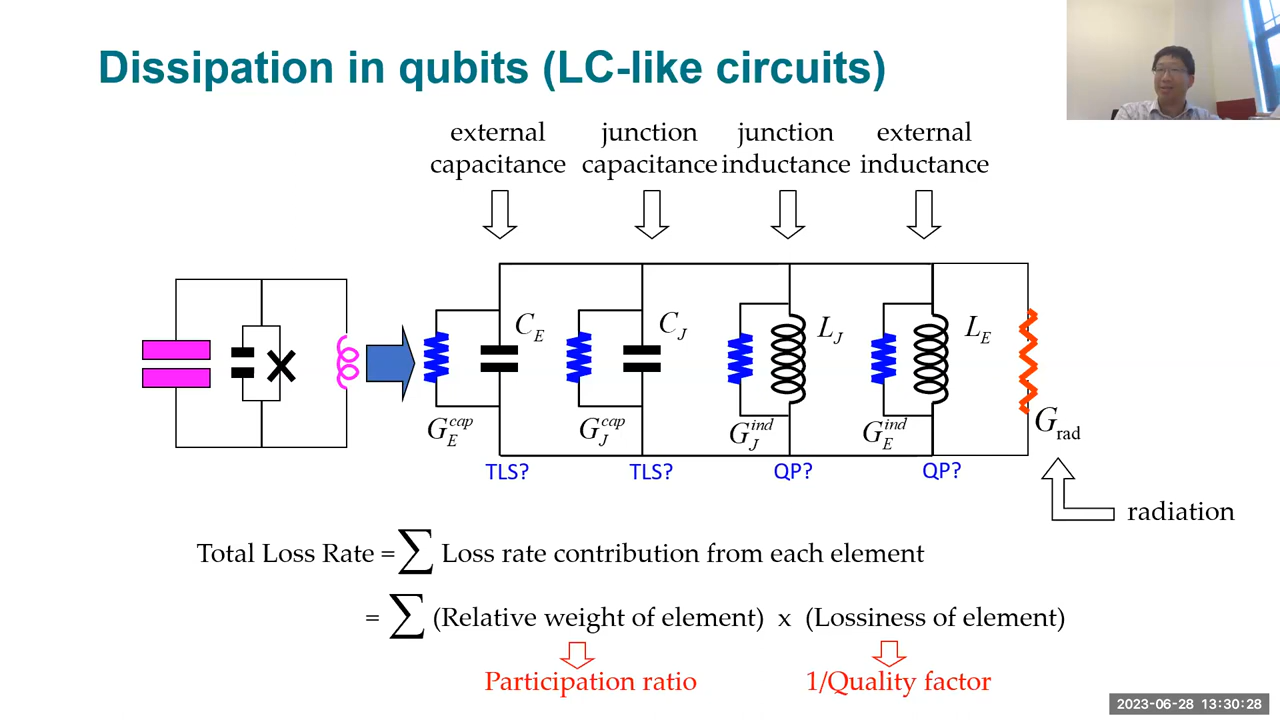 Dissipation in qubits (LC-like circuits)
external capacitance
junction capacitance
junction inductance
external inductance
C_E
C_J
L_J
L_E
G_E^{cap}
G_J^{cap}
G_J^{ind}
G_E^{ind}
G_{rad}
TLS?
TLS?
QP?
QP?
radiation
Total Loss Rate = ∑ Loss rate contribution from each element
= ∑ (Relative weight of element) x (Lossiness of element)
Participation ratio
1/Quality factor
2023-06-28 13:30:28